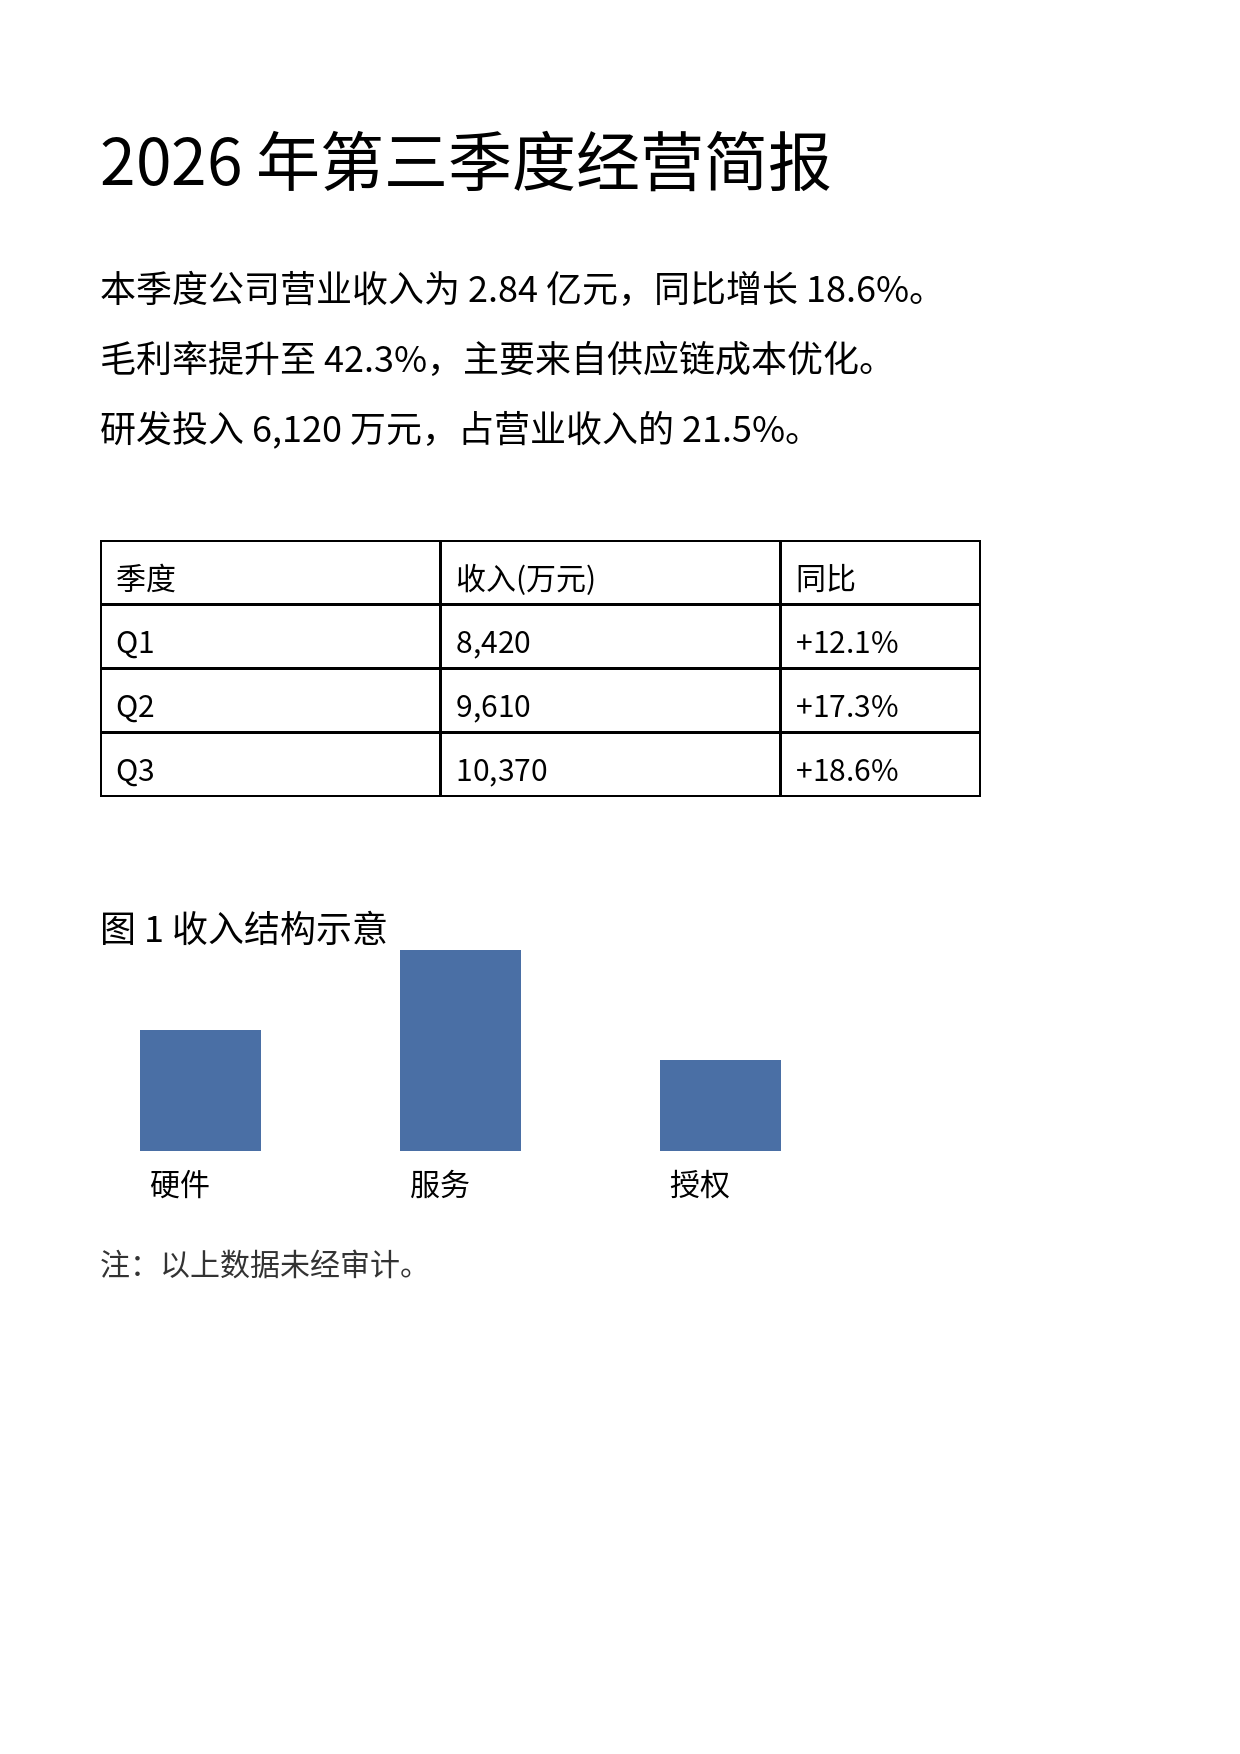 2026 年第三季度经营简报
本季度公司营业收入为 2.84 亿元，同比增长 18.6%。
毛利率提升至 42.3%，主要来自供应链成本优化。
研发投入 6,120 万元，占营业收入的 21.5%。
季度 收入(万元) 同比
Q1 8,420 +12.1%
Q2 9,610 +17.3%
Q3 10,370 +18.6%
图 1 收入结构示意
硬件 服务 授权
注：以上数据未经审计。